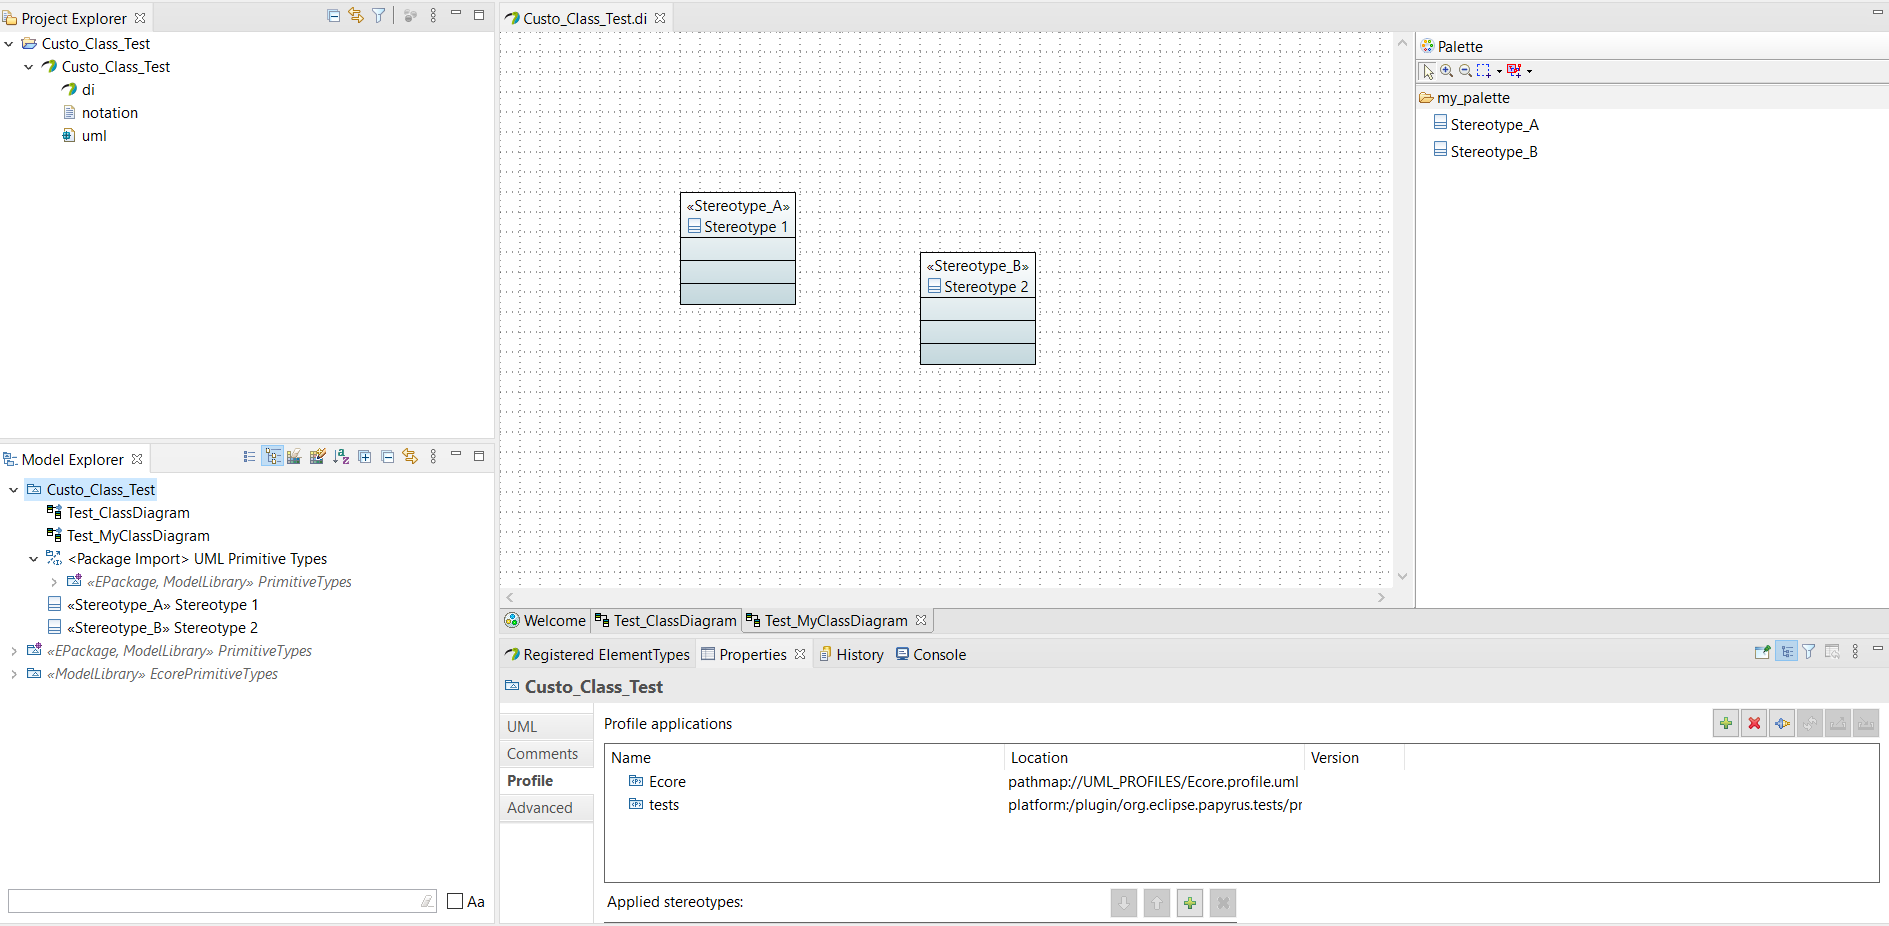 Project Explorer
Custo_Class_Test
Custo_Class_Test
di
notation
uml
Model Explorer
Custo_Class_Test
Test_ClassDiagram
Test_MyClassDiagram
<Package Import> UML Primitive Types
«EPackage, ModelLibrary» PrimitiveTypes
«Stereotype_A» Stereotype 1
«Stereotype_B» Stereotype 2
«EPackage, ModelLibrary» PrimitiveTypes
«ModelLibrary» EcorePrimitiveTypes
Aa
Custo_Class_Test.di
«Stereotype_A»
Stereotype 1
«Stereotype_B»
Stereotype 2
Palette
my_palette
Stereotype_A
Stereotype_B
Welcome Test_ClassDiagram Test_MyClassDiagram
Registered ElementTypes Properties History Console
Custo_Class_Test
UML
Comments
Profile
Advanced
Profile applications
Name Location Version
Ecore pathmap://UML_PROFILES/Ecore.profile.uml
tests platform:/plugin/org.eclipse.papyrus.tests/pr
Applied stereotypes: